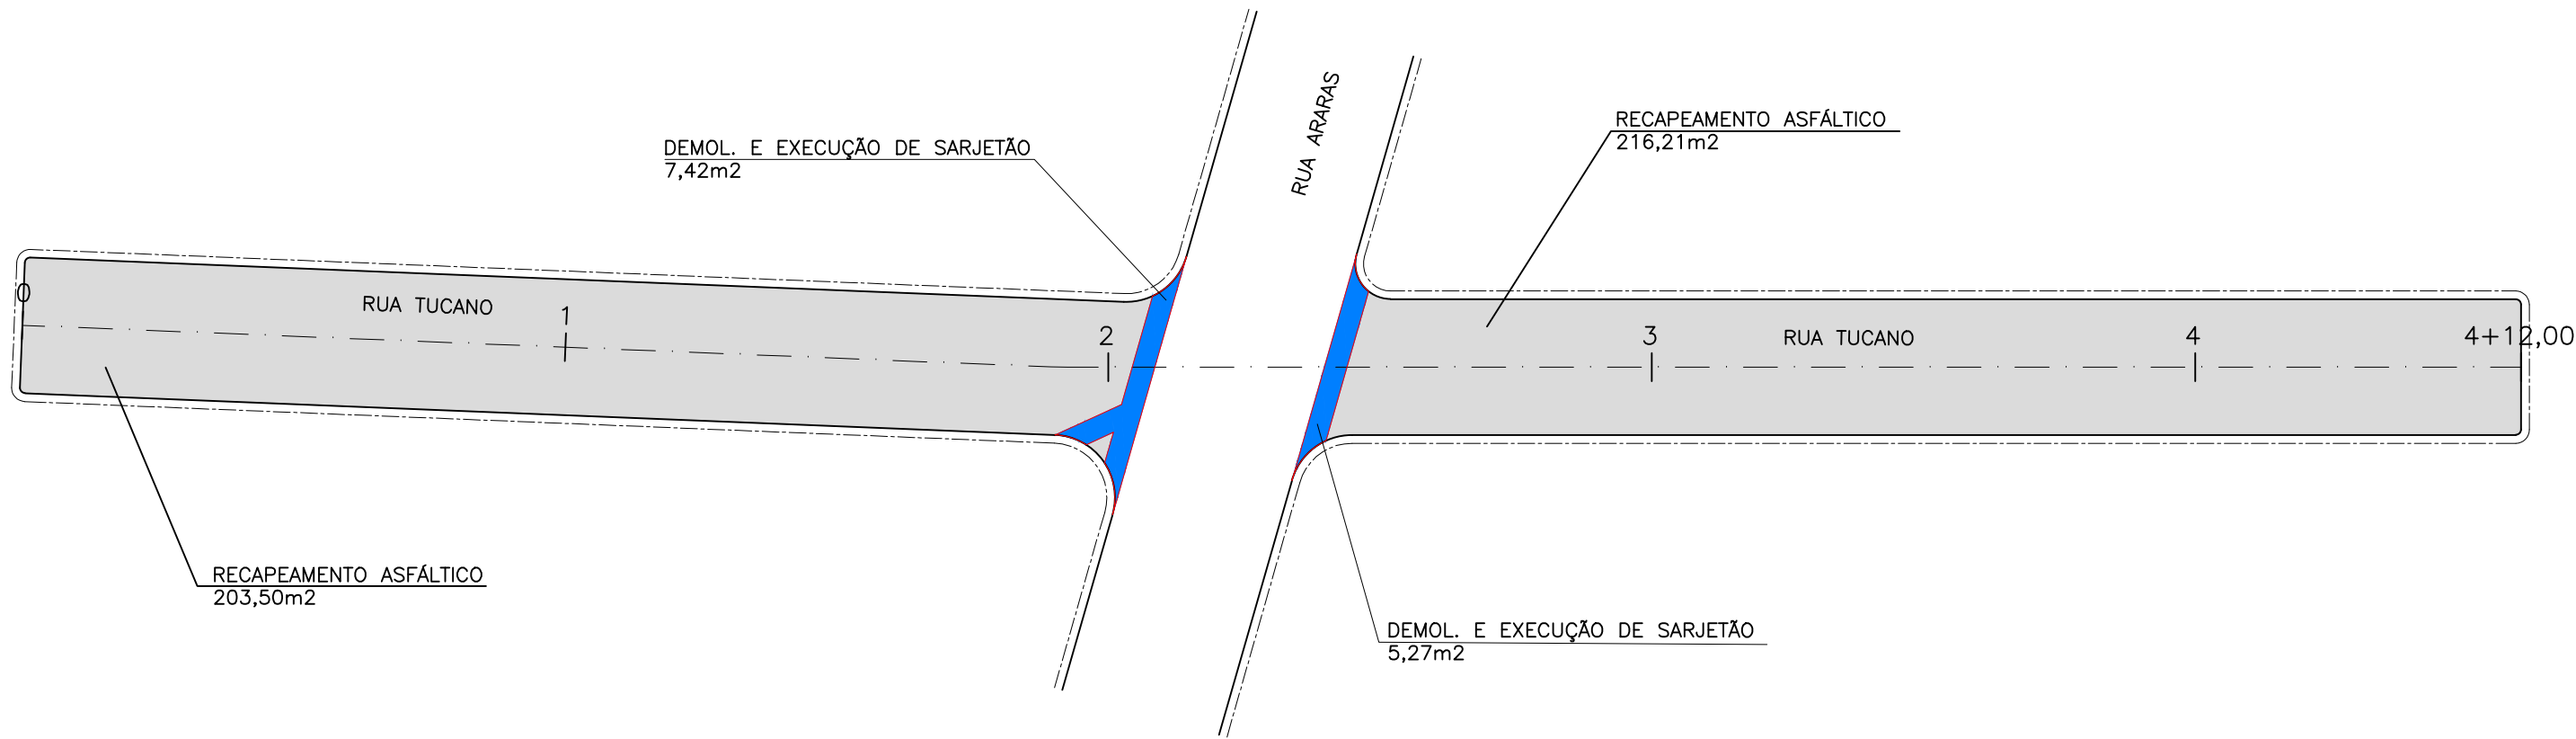 RUA ARARAS
RECAPEAMENTO ASFÁLTICO
216,21m2
DEMOL. E EXECUÇÃO DE SARJETÃO
7,42m2
0
RUA TUCANO
1
2
3
RUA TUCANO
4
4+12,00
RECAPEAMENTO ASFÁLTICO
203,50m2
DEMOL. E EXECUÇÃO DE SARJETÃO
5,27m2